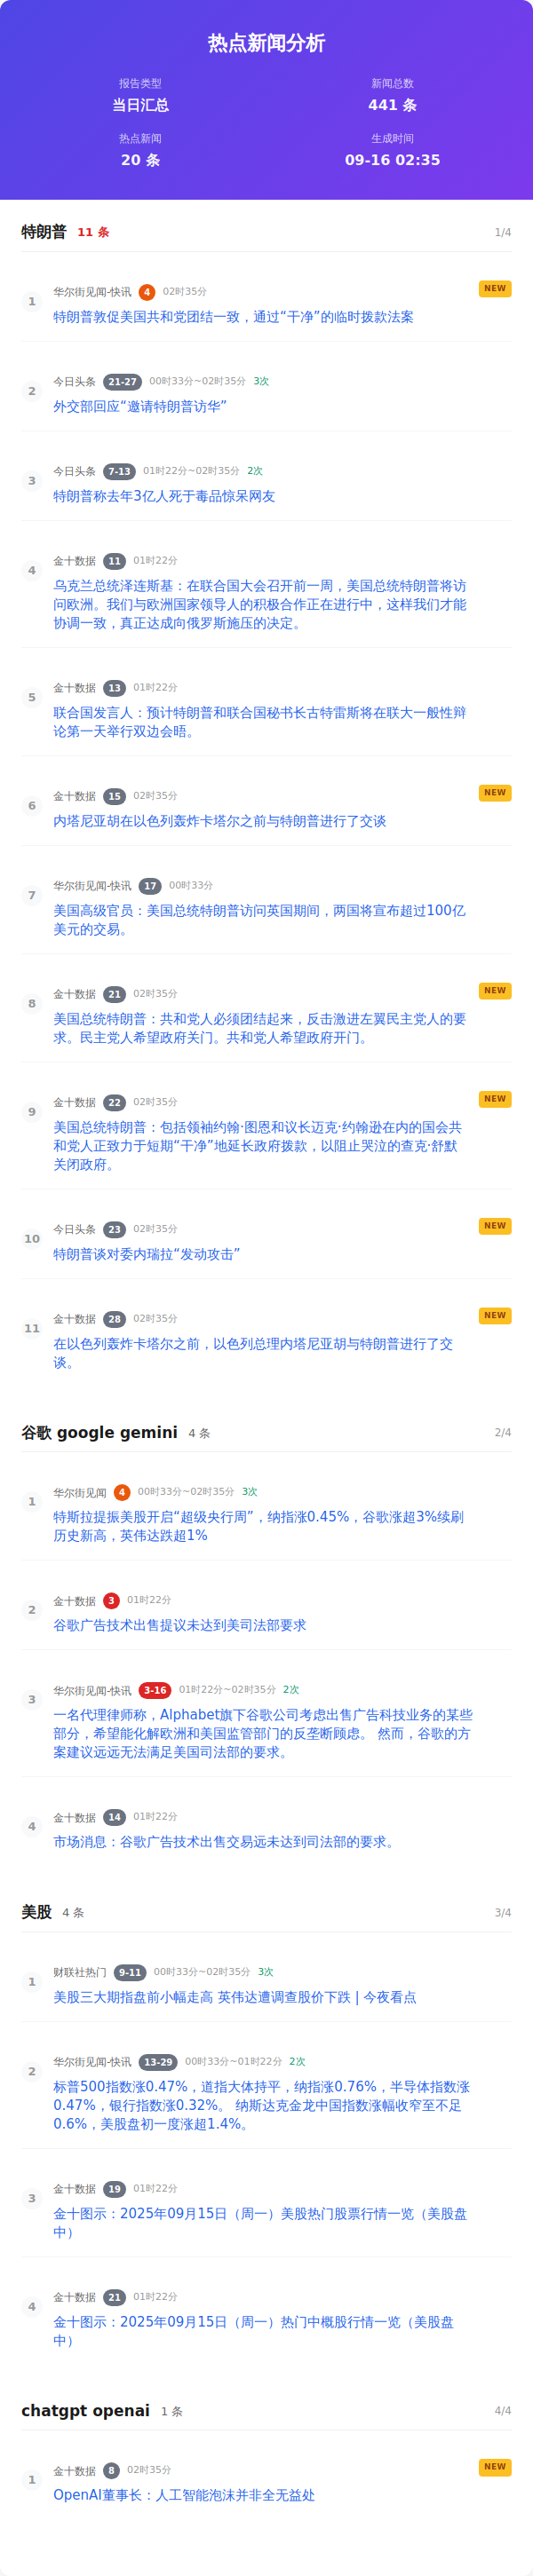 热点新闻分析
报告类型
当日汇总
新闻总数
441 条
热点新闻
20 条
生成时间
09-16 02:35
特朗普 11 条 1/4
1 华尔街见闻-快讯 4 02时35分 NEW
特朗普敦促美国共和党团结一致，通过“干净”的临时拨款法案
2 今日头条 21-27 00时33分~02时35分 3次
外交部回应“邀请特朗普访华”
3 今日头条 7-13 01时22分~02时35分 2次
特朗普称去年3亿人死于毒品惊呆网友
4 金十数据 11 01时22分
乌克兰总统泽连斯基：在联合国大会召开前一周，美国总统特朗普将访
问欧洲。我们与欧洲国家领导人的积极合作正在进行中，这样我们才能
协调一致，真正达成向俄罗斯施压的决定。
5 金十数据 13 01时22分
联合国发言人：预计特朗普和联合国秘书长古特雷斯将在联大一般性辩
论第一天举行双边会晤。
6 金十数据 15 02时35分 NEW
内塔尼亚胡在以色列轰炸卡塔尔之前与特朗普进行了交谈
7 华尔街见闻-快讯 17 00时33分
美国高级官员：美国总统特朗普访问英国期间，两国将宣布超过100亿
美元的交易。
8 金十数据 21 02时35分 NEW
美国总统特朗普：共和党人必须团结起来，反击激进左翼民主党人的要
求。民主党人希望政府关门。共和党人希望政府开门。
9 金十数据 22 02时35分 NEW
美国总统特朗普：包括领袖约翰·图恩和议长迈克·约翰逊在内的国会共
和党人正致力于短期“干净”地延长政府拨款，以阻止哭泣的查克·舒默
关闭政府。
10 今日头条 23 02时35分 NEW
特朗普谈对委内瑞拉“发动攻击”
11 金十数据 28 02时35分 NEW
在以色列轰炸卡塔尔之前，以色列总理内塔尼亚胡与特朗普进行了交
谈。
谷歌 google gemini 4 条 2/4
1 华尔街见闻 4 00时33分~02时35分 3次
特斯拉提振美股开启“超级央行周”，纳指涨0.45%，谷歌涨超3%续刷
历史新高，英伟达跌超1%
2 金十数据 3 01时22分
谷歌广告技术出售提议未达到美司法部要求
3 华尔街见闻-快讯 3-16 01时22分~02时35分 2次
一名代理律师称，Alphabet旗下谷歌公司考虑出售广告科技业务的某些
部分，希望能化解欧洲和美国监管部门的反垄断顾虑。 然而，谷歌的方
案建议远远无法满足美国司法部的要求。
4 金十数据 14 01时22分
市场消息：谷歌广告技术出售交易远未达到司法部的要求。
美股 4 条 3/4
1 财联社热门 9-11 00时33分~02时35分 3次
美股三大期指盘前小幅走高 英伟达遭调查股价下跌 | 今夜看点
2 华尔街见闻-快讯 13-29 00时33分~01时22分 2次
标普500指数涨0.47%，道指大体持平，纳指涨0.76%，半导体指数涨
0.47%，银行指数涨0.32%。 纳斯达克金龙中国指数涨幅收窄至不足
0.6%，美股盘初一度涨超1.4%。
3 金十数据 19 01时22分
金十图示：2025年09月15日（周一）美股热门股票行情一览（美股盘
中）
4 金十数据 21 01时22分
金十图示：2025年09月15日（周一）热门中概股行情一览（美股盘
中）
chatgpt openai 1 条 4/4
1 金十数据 8 02时35分 NEW
OpenAI董事长：人工智能泡沫并非全无益处